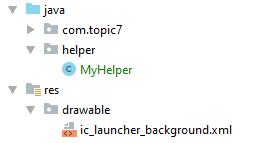 java
com.topic7
helper
C MyHelper
res
drawable
ic_launcher_background.xml